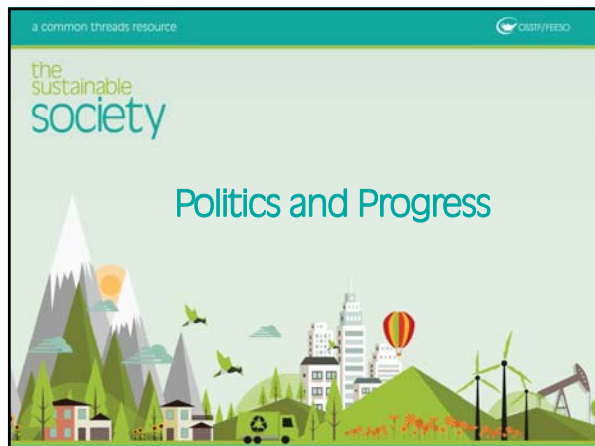 a common threads resource
OSSTF/FEESO
the
sustainable
society
Politics and Progress